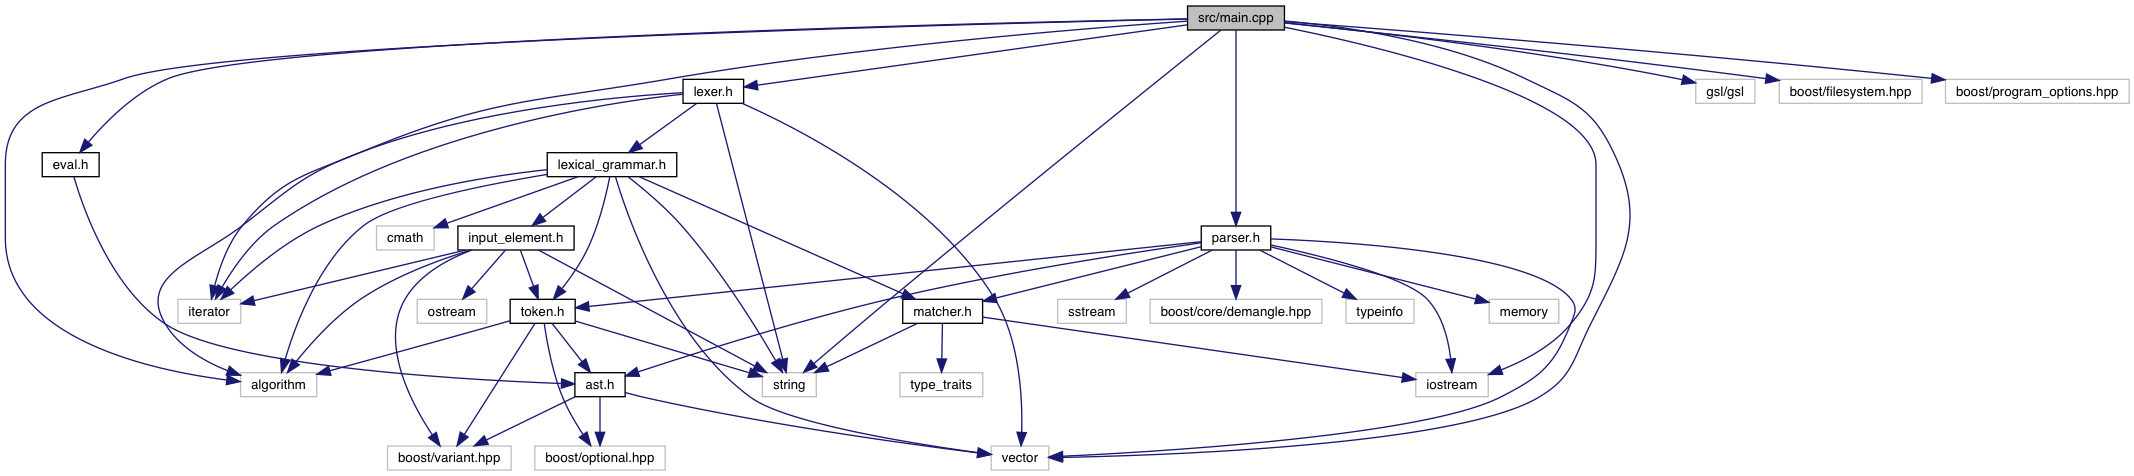 src/main.cpp
lexer.h
gsl/gsl
boost/filesystem.hpp
boost/program_options.hpp
eval.h
lexical_grammar.h
cmath
input_element.h
parser.h
iterator
ostream
token.h
matcher.h
sstream
boost/core/demangle.hpp
typeinfo
memory
algorithm
ast.h
string
type_traits
iostream
boost/variant.hpp
boost/optional.hpp
vector